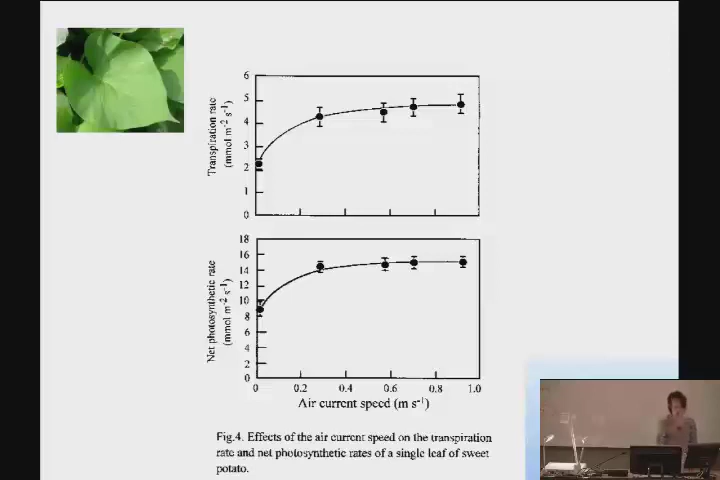 6
5
4
3
2
1
0
Transpiration rate
(mmol m⁻² s⁻¹)
18
16
14
12
10
8
6
4
2
0
Net photosynthetic rate
(mmol m⁻² s⁻¹)
0 0.2 0.4 0.6 0.8 1.0
Air current speed (m s⁻¹)
Fig.4. Effects of the air current speed on the transpiration
rate and net photosynthetic rates of a single leaf of sweet
potato.